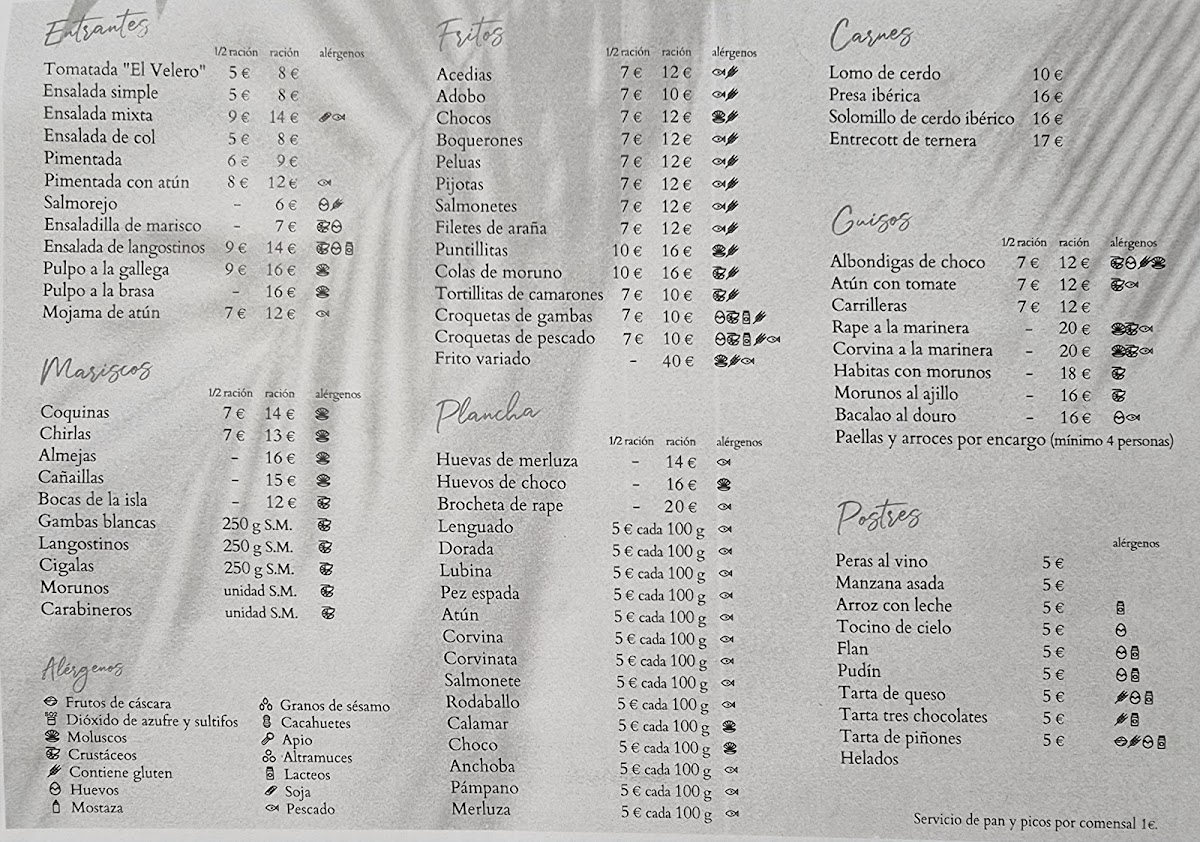 Entrantes
1/2 ración ración alérgenos
Tomatada "El Velero" 5 € 8 €
Ensalada simple 5 € 8 €
Ensalada mixta 9 € 14 €
Ensalada de col 5 € 8 €
Pimentada 6 € 9 €
Pimentada con atún 8 € 12 €
Salmorejo - 6 €
Ensaladilla de marisco - 7 €
Ensalada de langostinos 9 € 14 €
Pulpo a la gallega 9 € 16 €
Pulpo a la brasa - 16 €
Mojama de atún 7 € 12 €
Mariscos
1/2 ración ración alérgenos
Coquinas 7 € 14 €
Chirlas 7 € 13 €
Almejas - 16 €
Cañaillas - 15 €
Bocas de la isla - 12 €
Gambas blancas 250 g S.M.
Langostinos 250 g S.M.
Cigalas 250 g S.M.
Morunos unidad S.M.
Carabineros unidad S.M.
Alérgenos
Frutos de cáscara
Dióxido de azufre y sultifos
Moluscos
Crustáceos
Contiene gluten
Huevos
Mostaza
Granos de sésamo
Cacahuetes
Apio
Altramuces
Lacteos
Soja
Pescado
Fritos
1/2 ración ración alérgenos
Acedias 7 € 12 €
Adobo 7 € 10 €
Chocos 7 € 12 €
Boquerones 7 € 12 €
Peluas 7 € 12 €
Pijotas 7 € 12 €
Salmonetes 7 € 12 €
Filetes de araña 7 € 12 €
Puntillitas 10 € 16 €
Colas de moruno 10 € 16 €
Tortillitas de camarones 7 € 10 €
Croquetas de gambas 7 € 10 €
Croquetas de pescado 7 € 10 €
Frito variado - 40 €
Plancha
1/2 ración ración alérgenos
Huevas de merluza - 14 €
Huevos de choco - 16 €
Brocheta de rape - 20 €
Lenguado 5 € cada 100 g
Dorada 5 € cada 100 g
Lubina 5 € cada 100 g
Pez espada 5 € cada 100 g
Atún 5 € cada 100 g
Corvina 5 € cada 100 g
Corvinata 5 € cada 100 g
Salmonete 5 € cada 100 g
Rodaballo 5 € cada 100 g
Calamar 5 € cada 100 g
Choco 5 € cada 100 g
Anchoba 5 € cada 100 g
Pámpano 5 € cada 100 g
Merluza 5 € cada 100 g
Carnes
Lomo de cerdo 10 €
Presa ibérica 16 €
Solomillo de cerdo ibérico 16 €
Entrecott de ternera 17 €
Guisos
1/2 ración ración alérgenos
Albondigas de choco 7 € 12 €
Atún con tomate 7 € 12 €
Carrilleras 7 € 12 €
Rape a la marinera - 20 €
Corvina a la marinera - 20 €
Habitas con morunos - 18 €
Morunos al ajillo - 16 €
Bacalao al douro - 16 €
Paellas y arroces por encargo (mínimo 4 personas)
Postres
alérgenos
Peras al vino 5 €
Manzana asada 5 €
Arroz con leche 5 €
Tocino de cielo 5 €
Flan 5 €
Pudín 5 €
Tarta de queso 5 €
Tarta tres chocolates 5 €
Tarta de piñones 5 €
Helados
Servicio de pan y picos por comensal 1€.